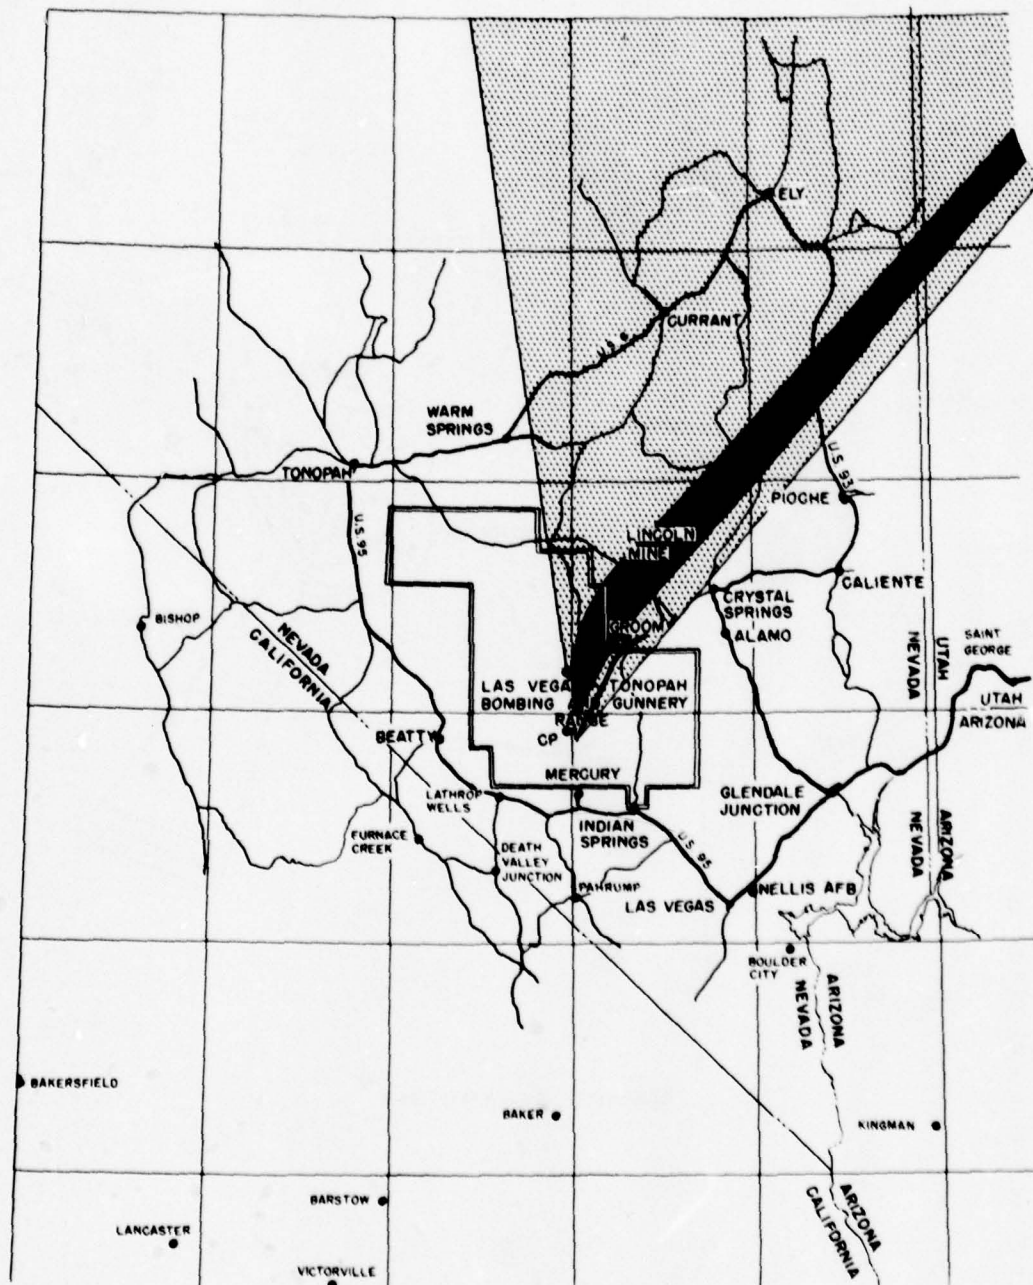 ELY
CURRANT
U.S 6
WARM
SPRINGS
TONOPAH
U.S 93
PIOCHE
U.S 95
LINCOLN
MINE
CALIENTE
CRYSTAL
SPRINGS
BISHOP
NEVADA
CALIFORNIA
GROOM
ALAMO
UTAH
NEVADA
SAINT
GEORGE
LAS VEGA TONOPAH
BOMBING AND GUNNERY
RANGE
UTAH
ARIZONA
CP
BEATTY
MERCURY
LATHROP
WELLS
GLENDALE
JUNCTION
INDIAN
SPRINGS
FURNACE
CREEK
DEATH
VALLEY
JUNCTION
U.S 95
ARIZONA
NEVADA
PAHRUMP
NELLIS AFB
LAS VEGAS
BOULDER
CITY
ARIZONA
NEVADA
BAKERSFIELD
BAKER
KINGMAN
BARSTOW
ARIZONA
CALIFORNIA
LANCASTER
VICTORVILLE